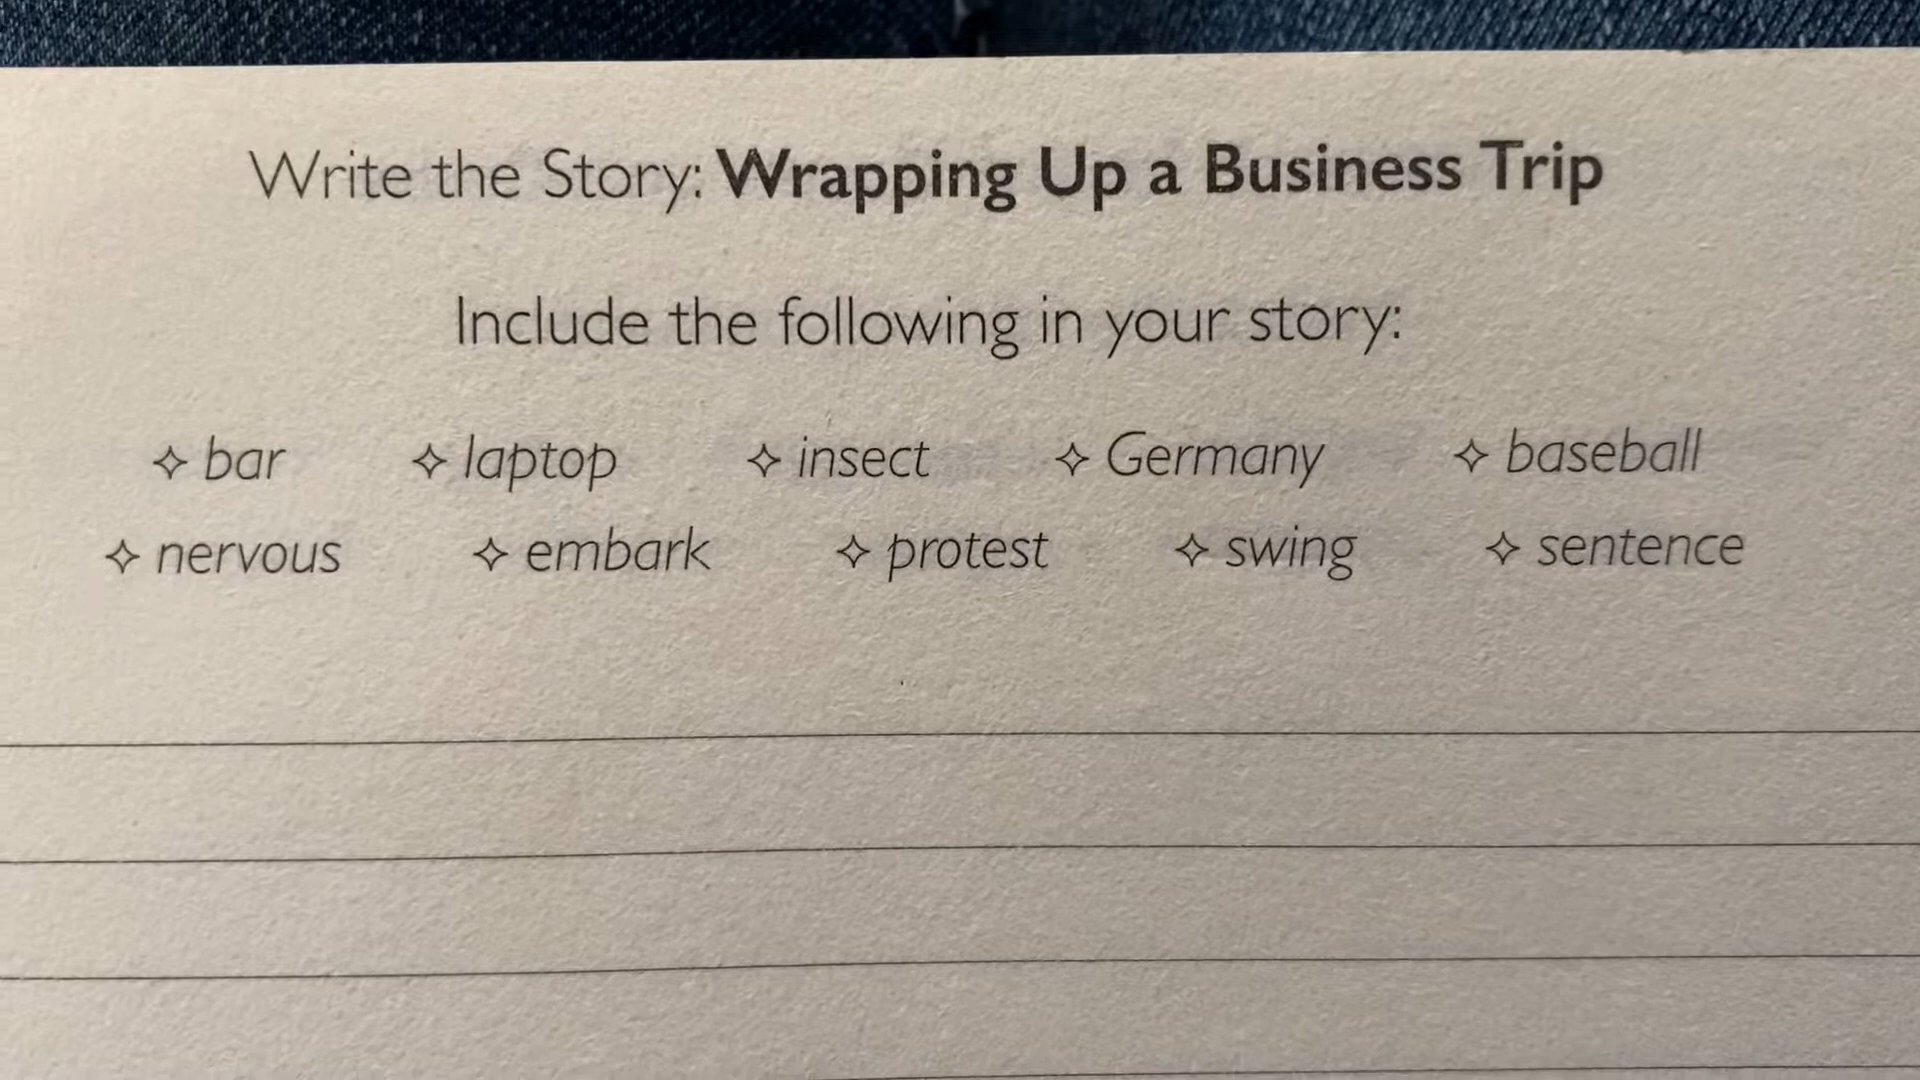 Write the Story: Wrapping Up a Business Trip
Include the following in your story:
✧ bar ✧ laptop ✧ insect ✧ Germany ✧ baseball
✧ nervous ✧ embark ✧ protest ✧ swing ✧ sentence